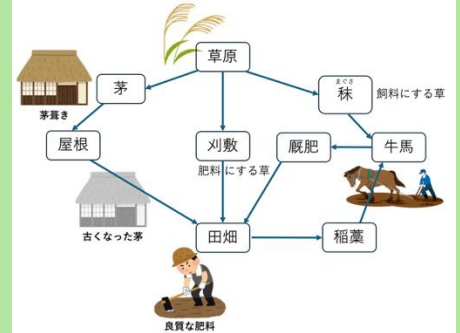 草原
茅
茅葺き
まぐさ
秣
飼料にする草
屋根
刈敷
肥料にする草
厩肥
牛馬
古くなった茅
田畑
稲藁
良質な肥料